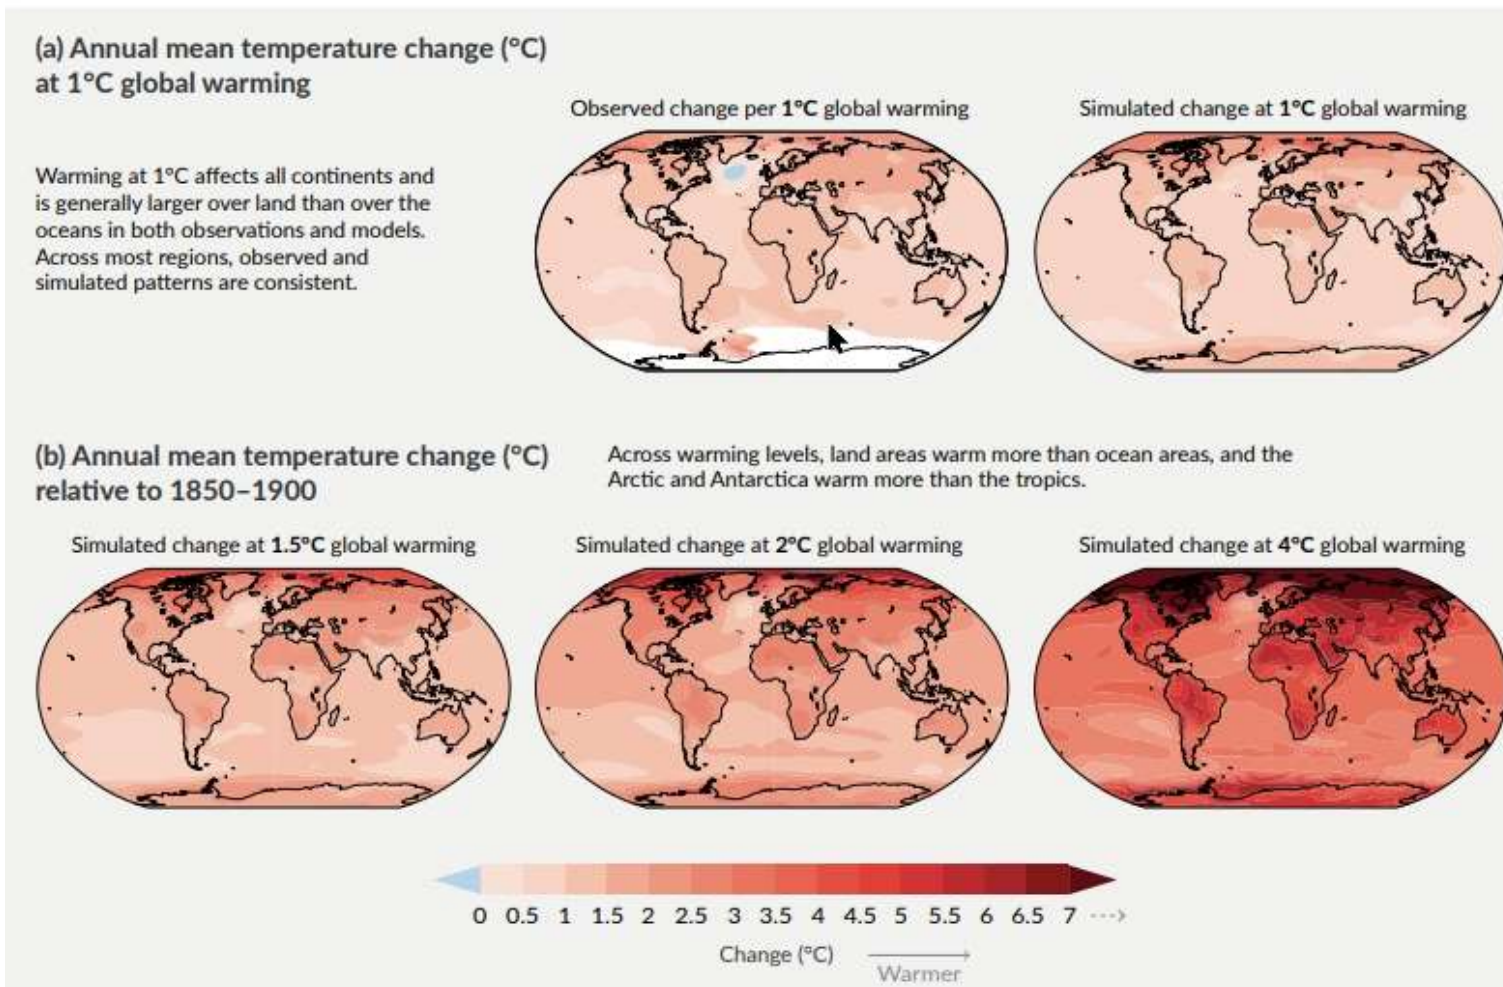 (a) Annual mean temperature change (°C)
at 1°C global warming
Warming at 1°C affects all continents and
is generally larger over land than over the
oceans in both observations and models.
Across most regions, observed and
simulated patterns are consistent.
Observed change per 1°C global warming
Simulated change at 1°C global warming
(b) Annual mean temperature change (°C)
relative to 1850–1900
Across warming levels, land areas warm more than ocean areas, and the
Arctic and Antarctica warm more than the tropics.
Simulated change at 1.5°C global warming
Simulated change at 2°C global warming
Simulated change at 4°C global warming
0 0.5 1 1.5 2 2.5 3 3.5 4 4.5 5 5.5 6 6.5 7
Change (°C)
Warmer